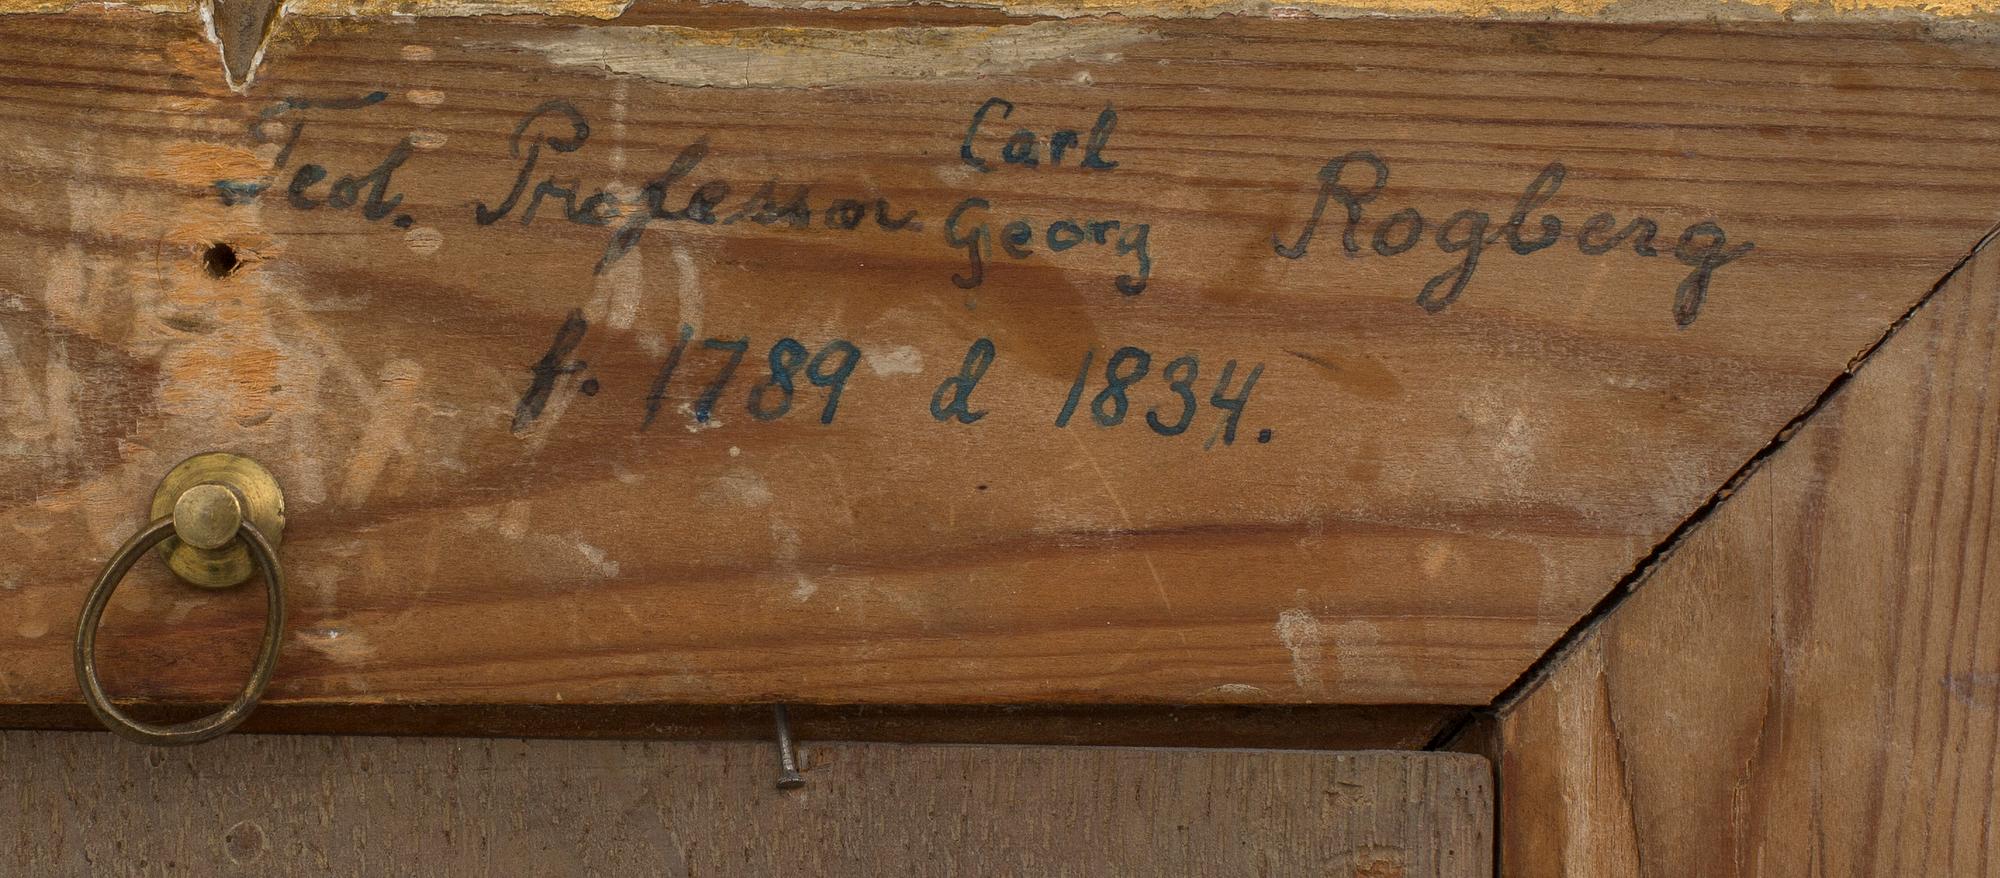 Teol. Professor Carl Georg Rogberg
f. 1789 d 1834.